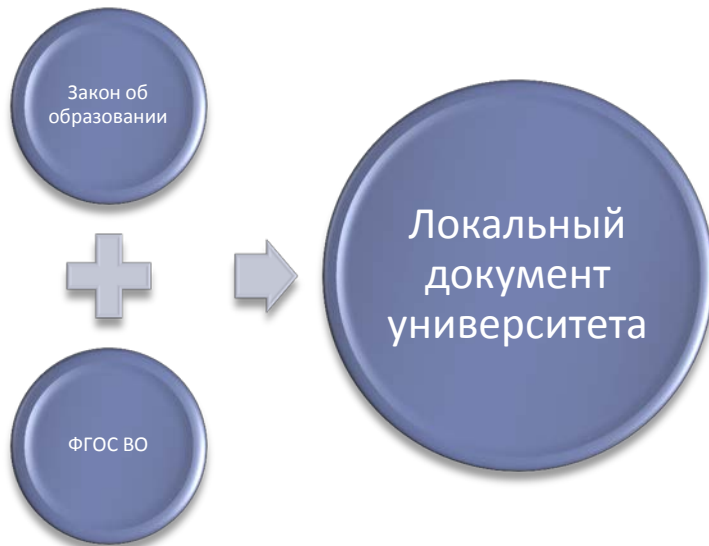 Закон об
образовании
ФГОС ВО
Локальный
документ
университета